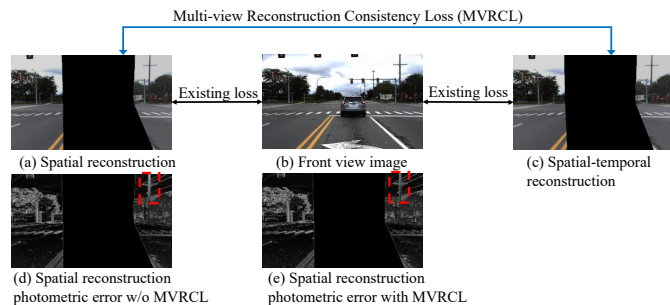 Multi-view Reconstruction Consistency Loss (MVRCL)
Existing loss
Existing loss
(a) Spatial reconstruction
(b) Front view image
(c) Spatial-temporal
reconstruction
(d) Spatial reconstruction
photometric error w/o MVRCL
(e) Spatial reconstruction
photometric error with MVRCL